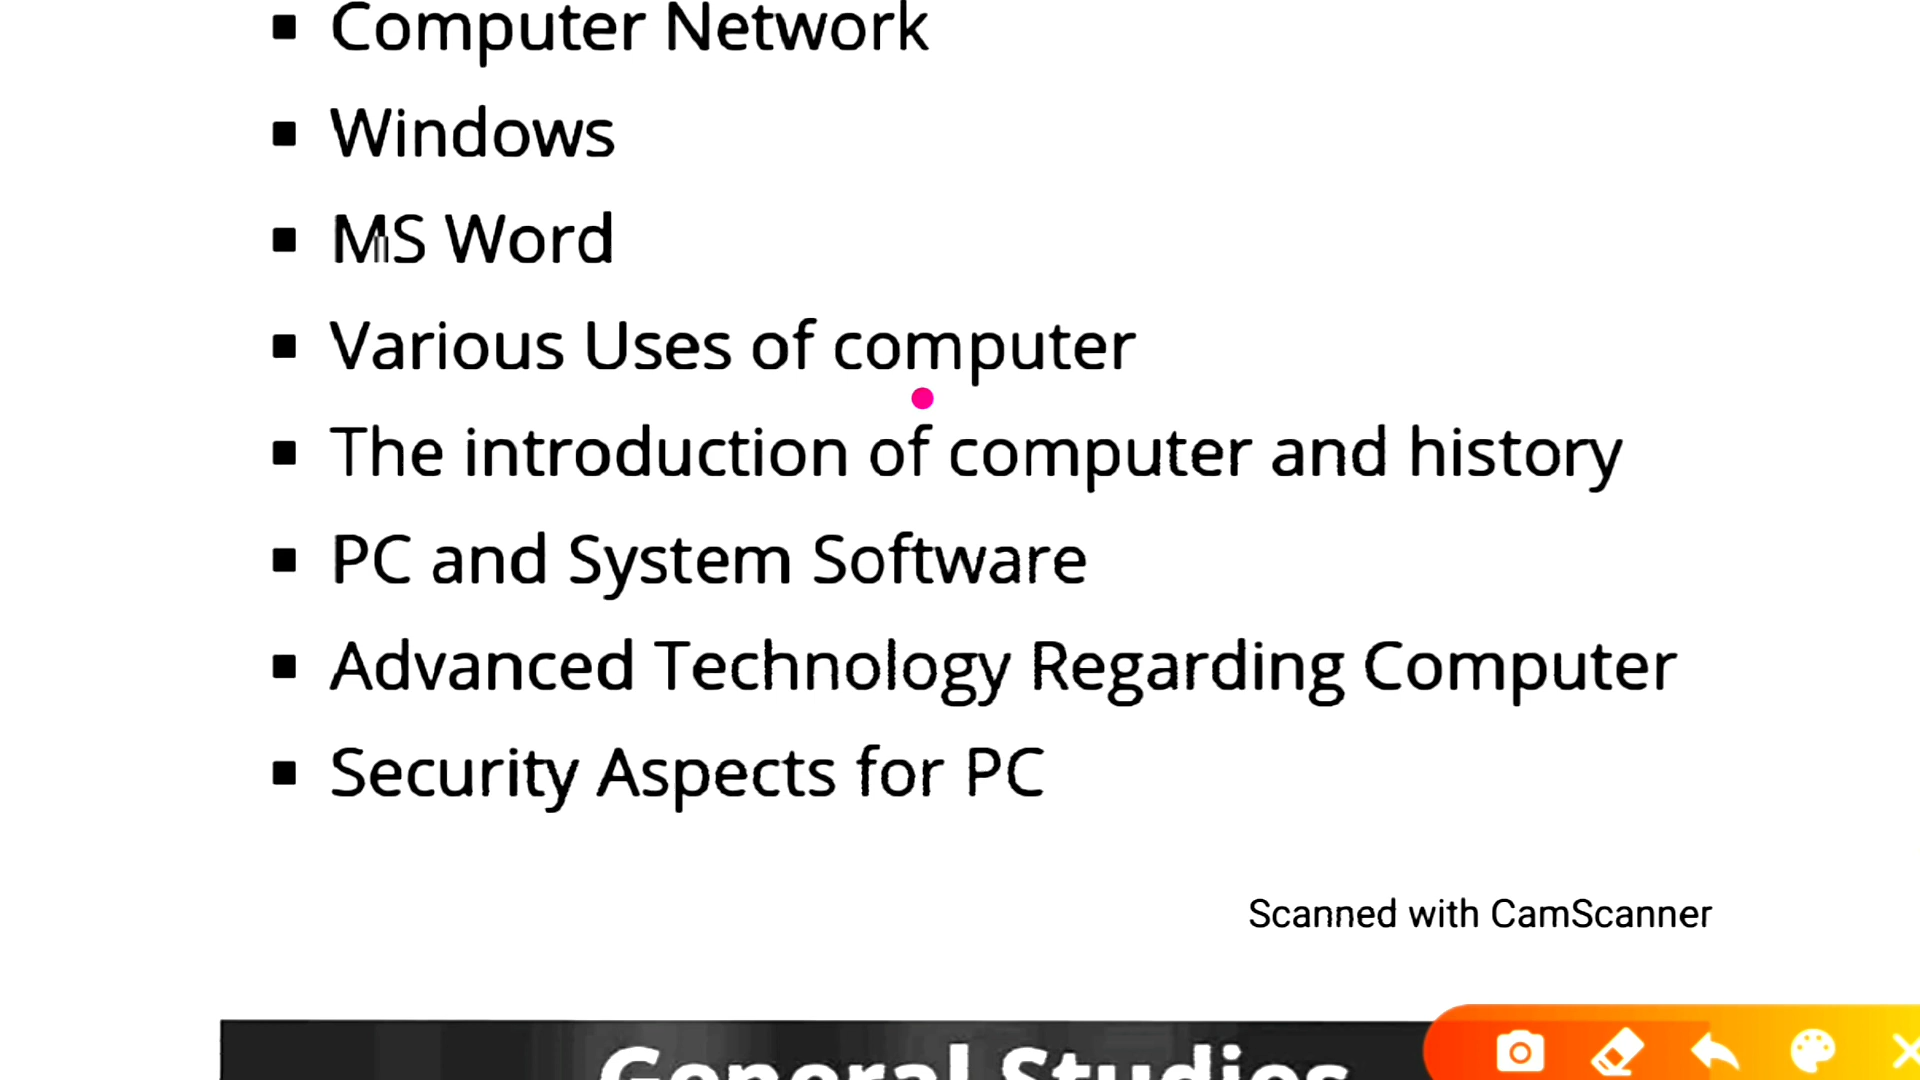 ▪ Computer Network
▪ Windows
▪ MS Word
▪ Various Uses of computer
▪ The introduction of computer and history
▪ PC and System Software
▪ Advanced Technology Regarding Computer
▪ Security Aspects for PC
Scanned with CamScanner
General Studies